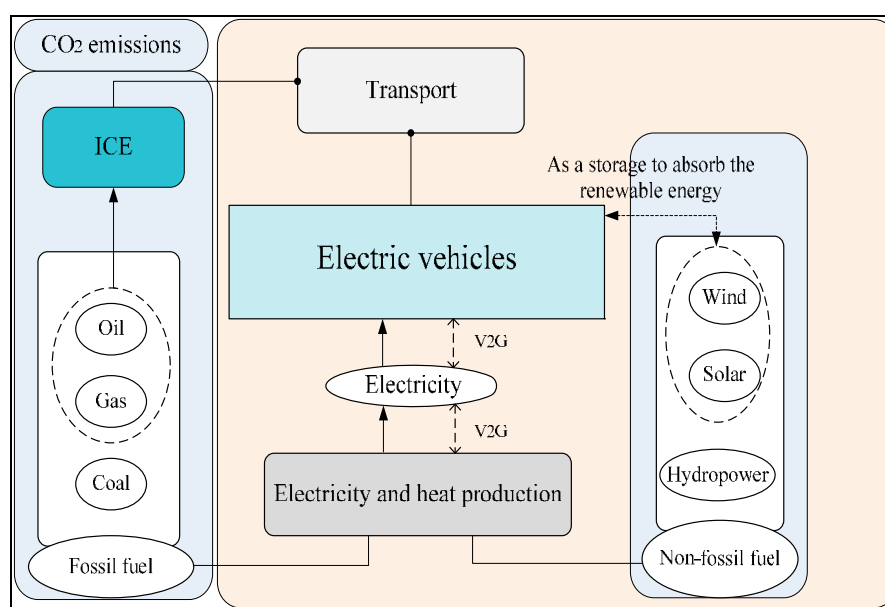 CO2 emissions
Transport
ICE
As a storage to absorb the
renewable energy
Electric vehicles
Wind
Oil
V2G
Solar
Electricity
Gas
V2G
Coal
Electricity and heat production
Hydropower
Fossil fuel
Non-fossil fuel